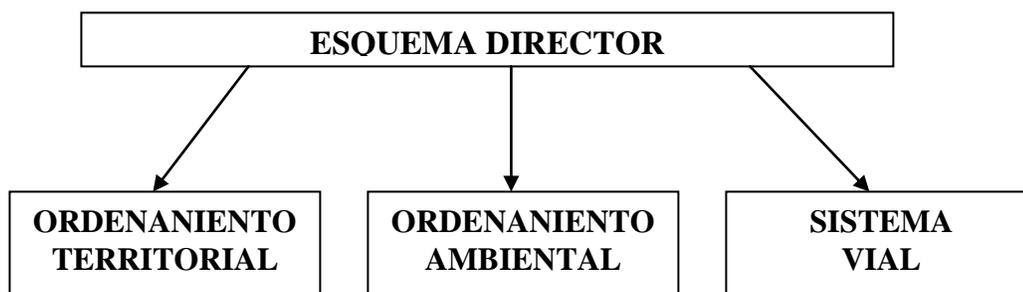 ESQUEMA DIRECTOR
ORDENANIENTO
TERRITORIAL
ORDENANIENTO
AMBIENTAL
SISTEMA
VIAL